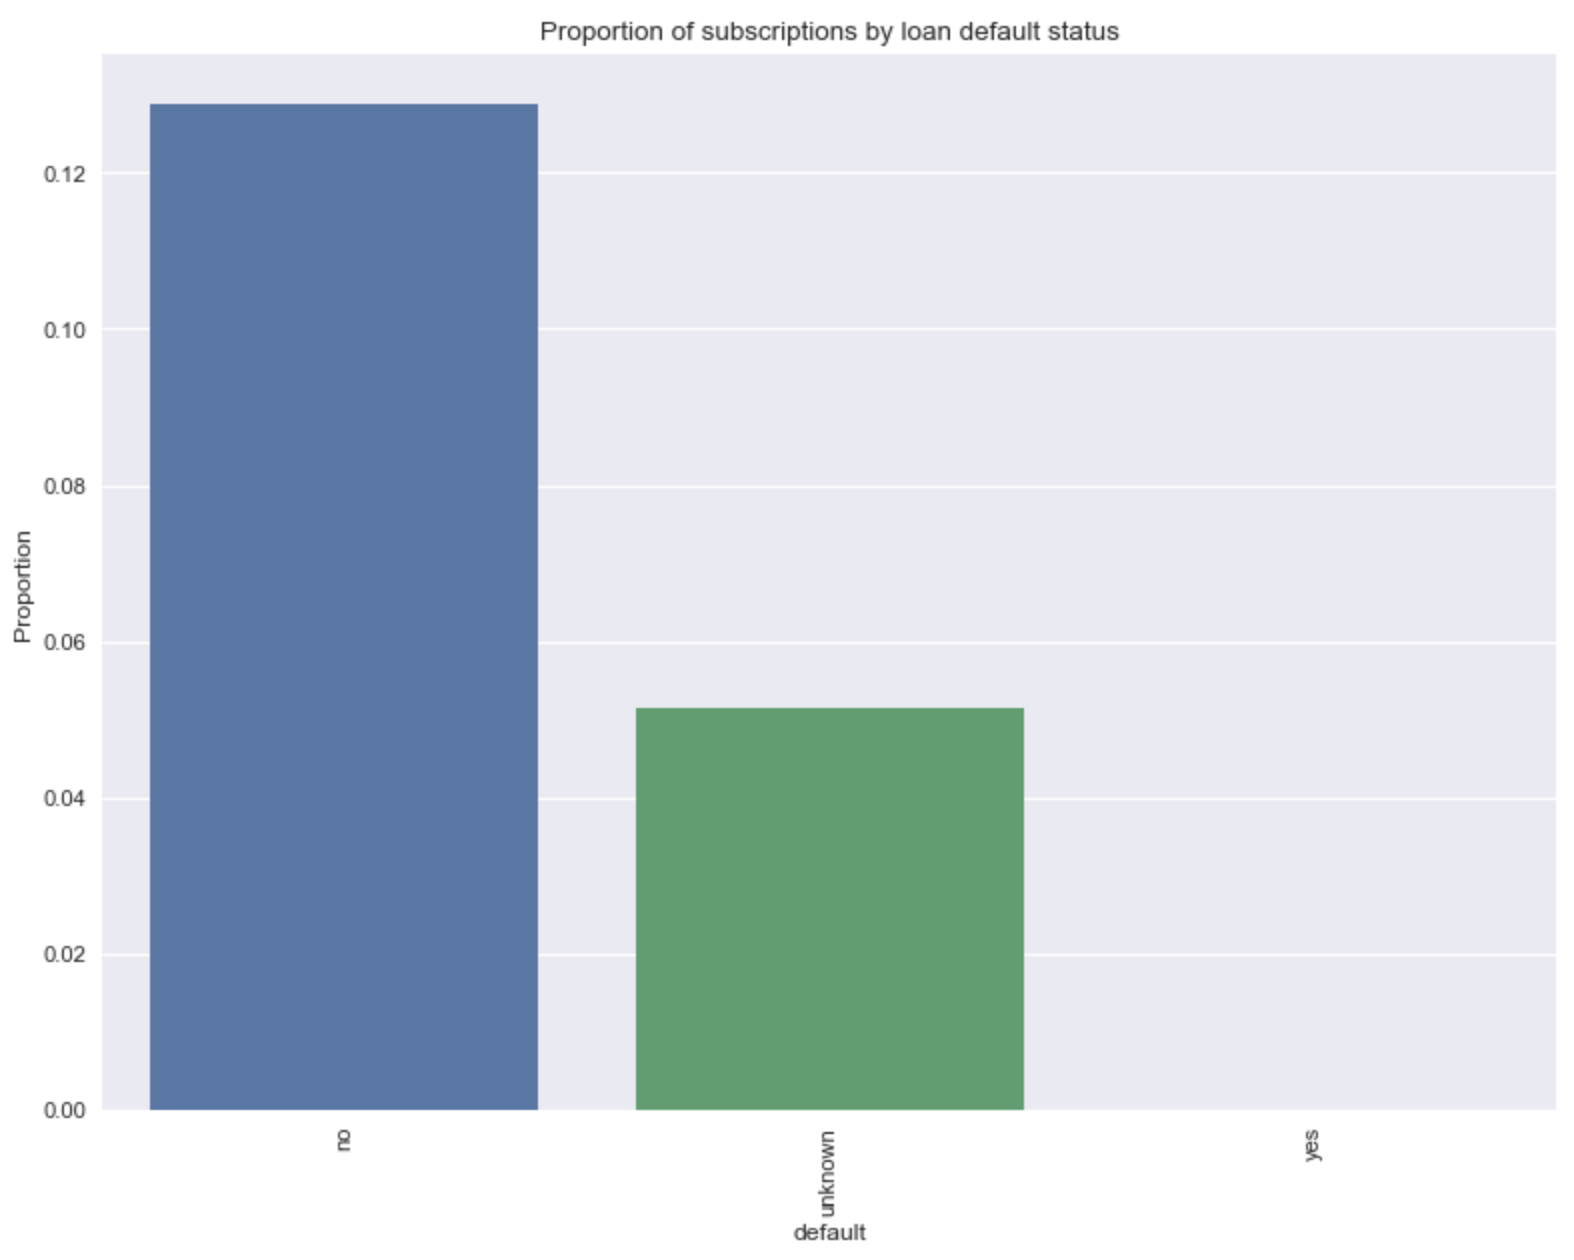 Proportion of subscriptions by loan default status
Proportion
0.12
0.10
0.08
0.06
0.04
0.02
0.00
no
unknown
yes
default